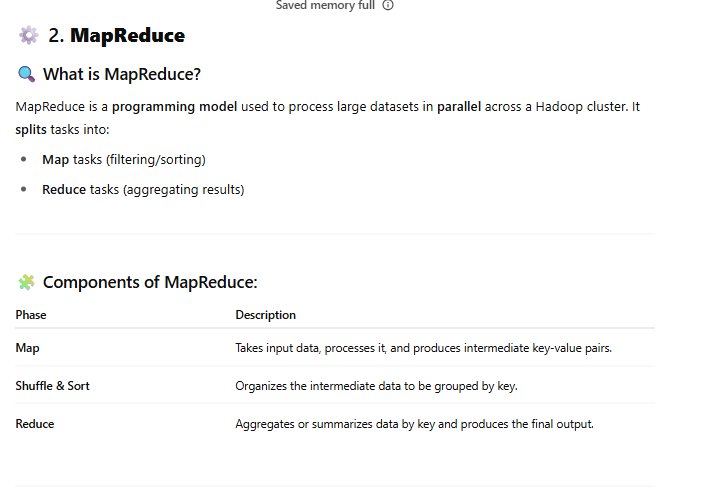 Saved memory full
2. MapReduce
What is MapReduce?
MapReduce is a programming model used to process large datasets in parallel across a Hadoop cluster. It
splits tasks into:
Map tasks (filtering/sorting)
Reduce tasks (aggregating results)
Components of MapReduce:
Phase Description
Map Takes input data, processes it, and produces intermediate key-value pairs.
Shuffle & Sort Organizes the intermediate data to be grouped by key.
Reduce Aggregates or summarizes data by key and produces the final output.